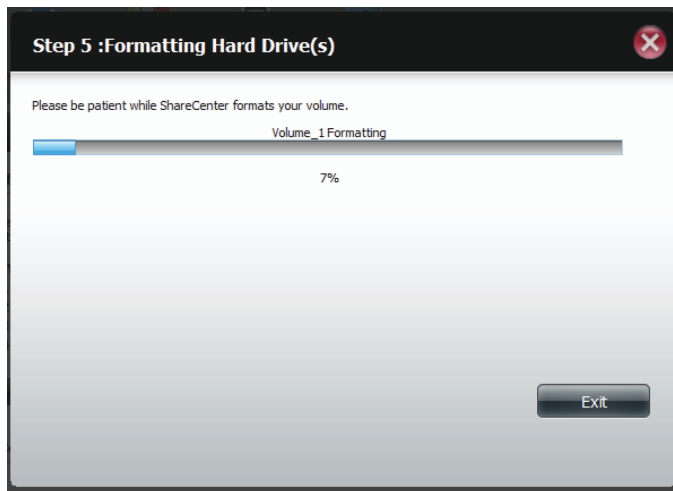 Step 5 :Formatting Hard Drive(s)
Please be patient while ShareCenter formats your volume.
Volume_1 Formatting
7%
Exit